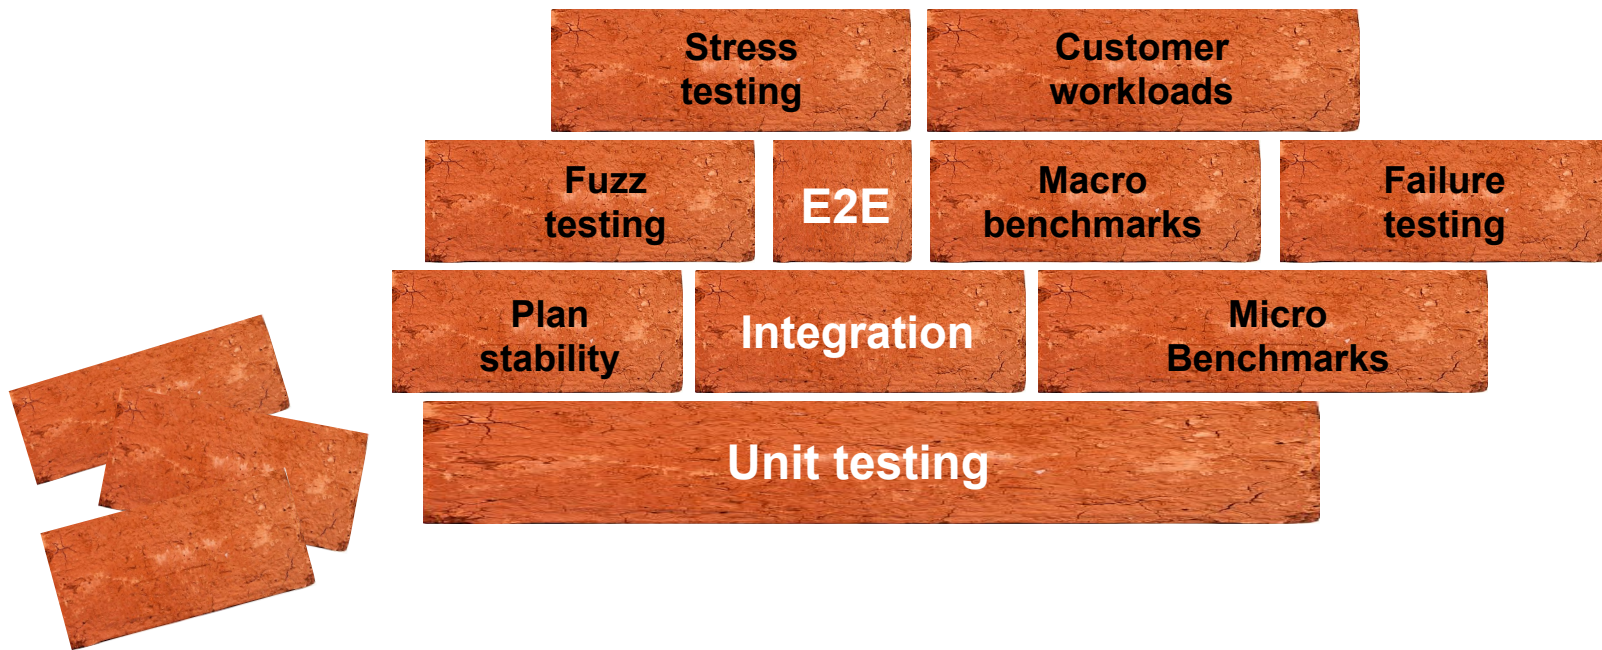 Stress
testing
Customer
workloads
Fuzz
testing
E2E
Macro
benchmarks
Failure
testing
Plan
stability
Integration
Micro
Benchmarks
Unit testing